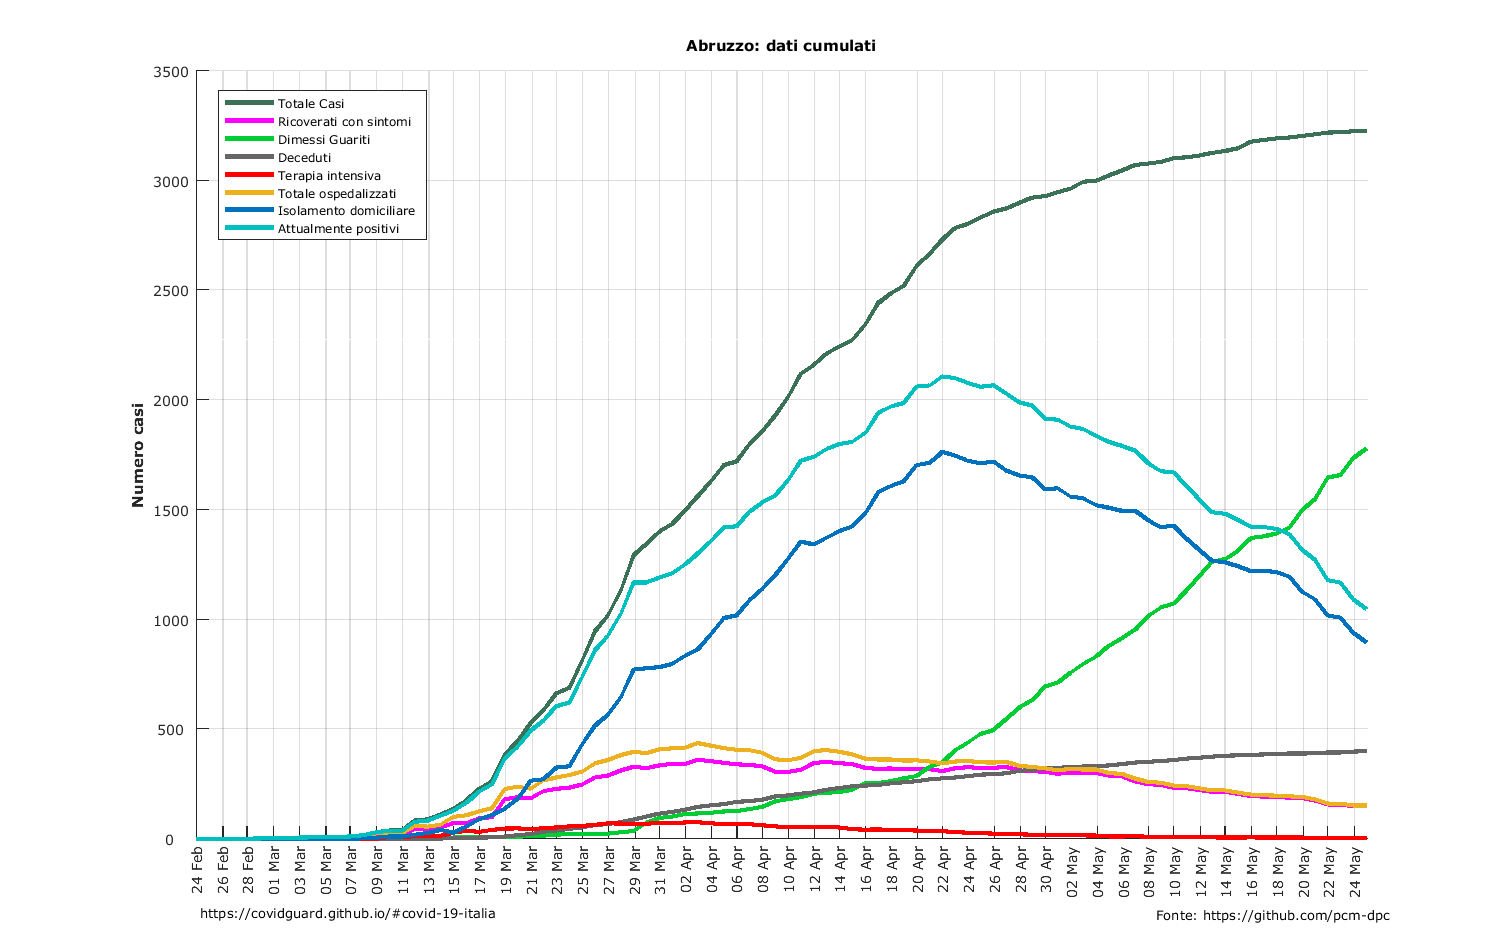 Abruzzo: dati cumulati
3500
3000
2500
2000
1500
1000
500
0
Numero casi
Totale Casi
Ricoverati con sintomi
Dimessi Guariti
Deceduti
Terapia intensiva
Totale ospedalizzati
Isolamento domiciliare
Attualmente positivi
24 Feb
26 Feb
28 Feb
01 Mar
03 Mar
05 Mar
07 Mar
09 Mar
11 Mar
13 Mar
15 Mar
17 Mar
19 Mar
21 Mar
23 Mar
25 Mar
27 Mar
29 Mar
31 Mar
02 Apr
04 Apr
06 Apr
08 Apr
10 Apr
12 Apr
14 Apr
16 Apr
18 Apr
20 Apr
22 Apr
24 Apr
26 Apr
28 Apr
30 Apr
02 May
04 May
06 May
08 May
10 May
12 May
14 May
16 May
18 May
20 May
22 May
24 May
https://covidguard.github.io/#covid-19-italia
Fonte: https://github.com/pcm-dpc